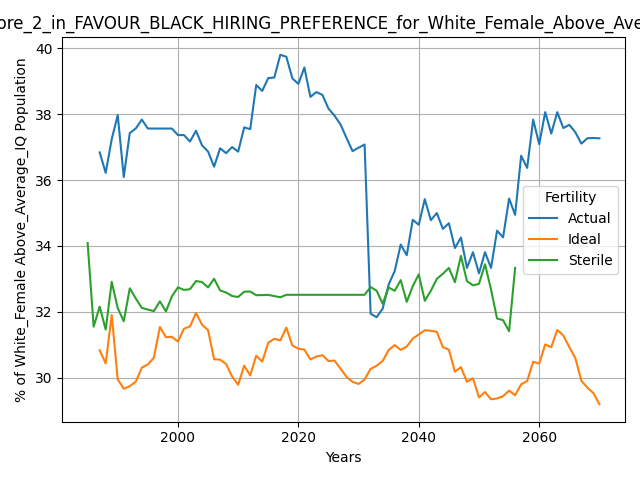 ore_2_in_FAVOUR_BLACK_HIRING_PREFERENCE_for_White_Female_Above_Ave
% of White_Female Above_Average_IQ Population
40
38
36
34
32
30
Fertility
Actual
Ideal
Sterile
2000 2020 2040 2060
Years